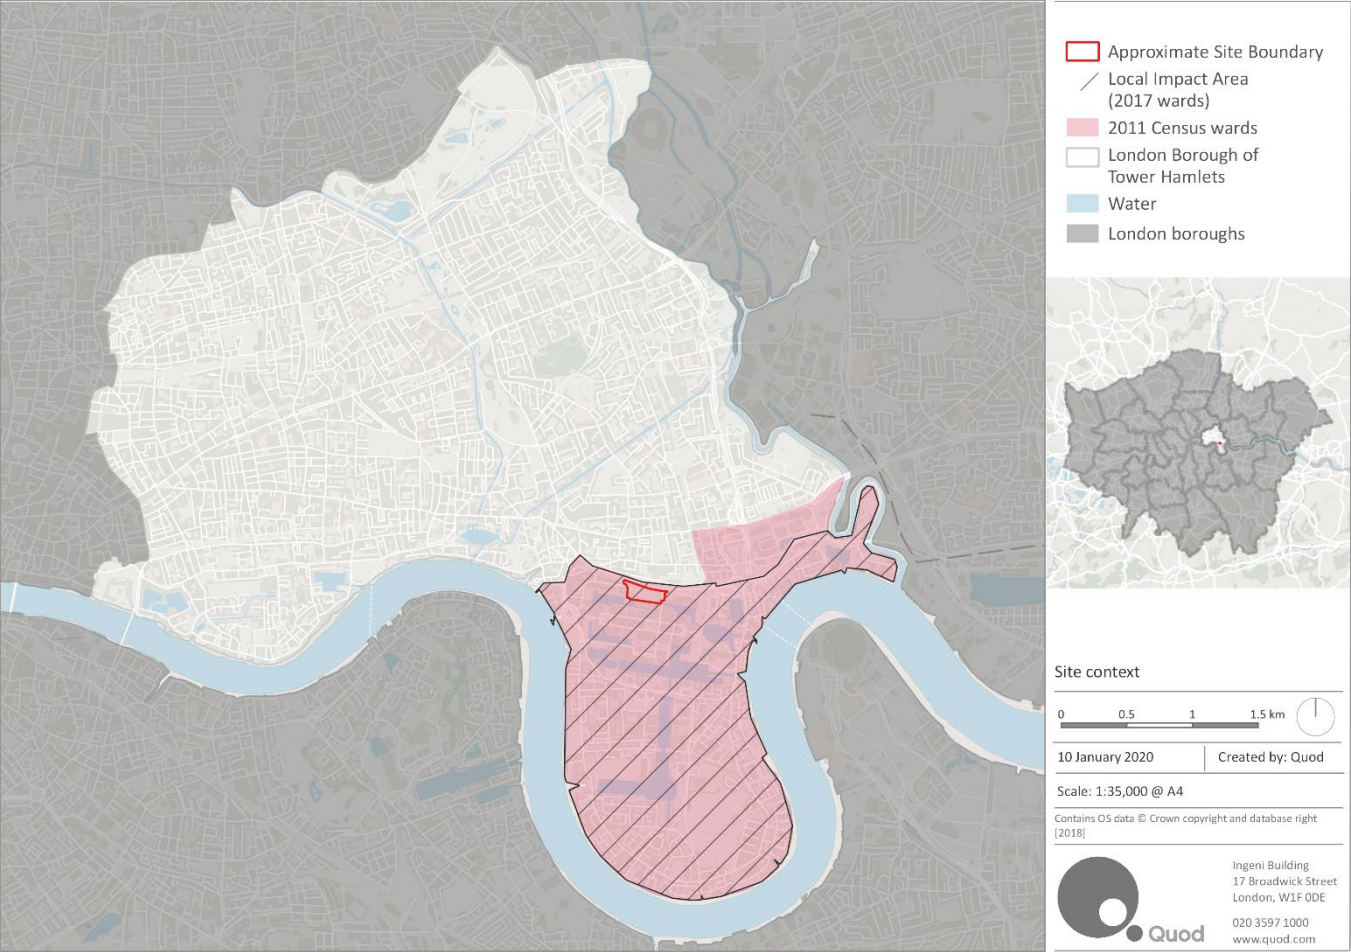 Approximate Site Boundary
Local Impact Area
(2017 wards)
2011 Census wards
London Borough of
Tower Hamlets
Water
London boroughs
Site context
0 0.5 1 1.5 km
10 January 2020 Created by: Quod
Scale: 1:35,000 @ A4
Contains OS data © Crown copyright and database right
[2018]
Quod
Ingeni Building
17 Broadwick Street
London, W1F 0DE
020 3597 1000
www.quod.com